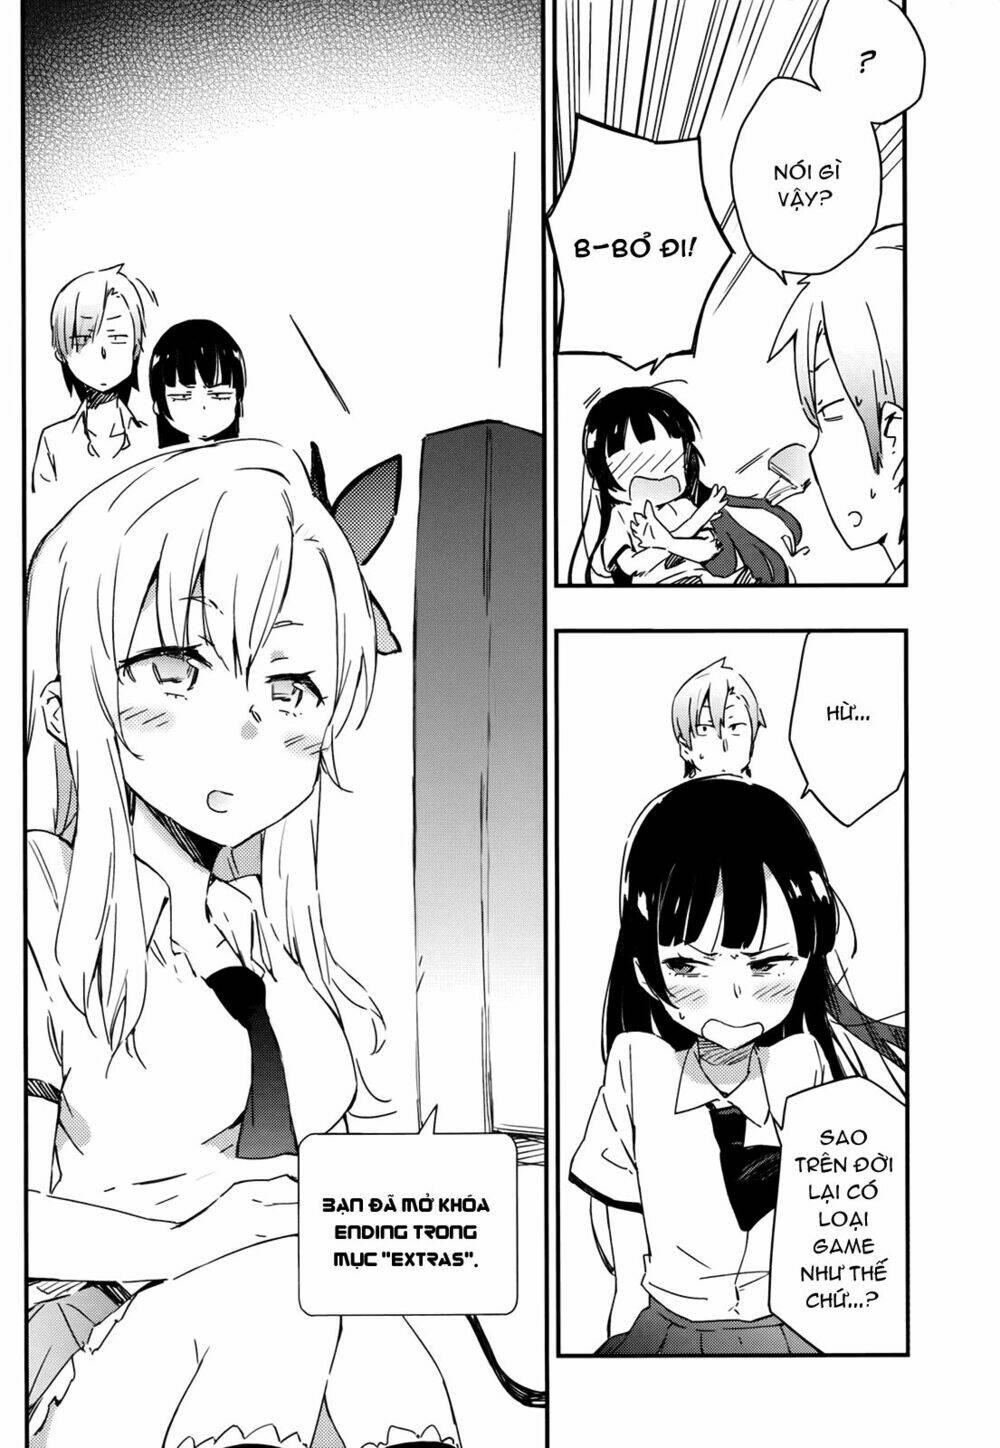 ?
NÓI GÌ
VẬY?
B-BỎ ĐI!
HỪ...
SAO
TRÊN ĐỜI
LẠI CÓ
LOẠI
GAME
NHƯ THẾ
CHỨ...?
BẠN ĐÃ MỞ KHÓA
ENDING TRONG
MỤC "EXTRAS".